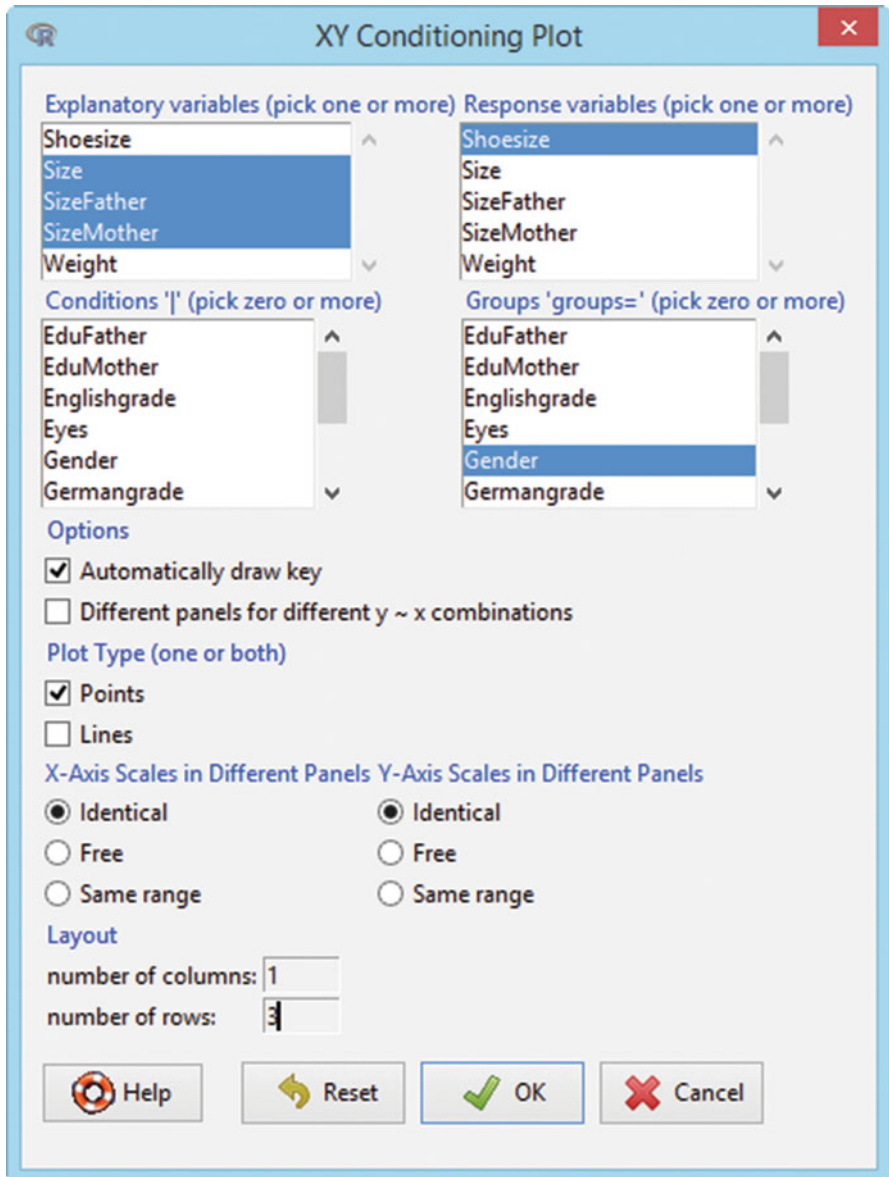 XY Conditioning Plot
Explanatory variables (pick one or more) Response variables (pick one or more)
Shoesize
Size
SizeFather
SizeMother
Weight
Shoesize
Size
SizeFather
SizeMother
Weight
Conditions '|' (pick zero or more)
Groups 'groups=' (pick zero or more)
EduFather
EduMother
Englishgrade
Eyes
Gender
Germangrade
EduFather
EduMother
Englishgrade
Eyes
Gender
Germangrade
Options
Automatically draw key
Different panels for different y ~ x combinations
Plot Type (one or both)
Points
Lines
X-Axis Scales in Different Panels Y-Axis Scales in Different Panels
Identical
Free
Same range
Identical
Free
Same range
Layout
number of columns: 1
number of rows: 3
Help Reset OK Cancel